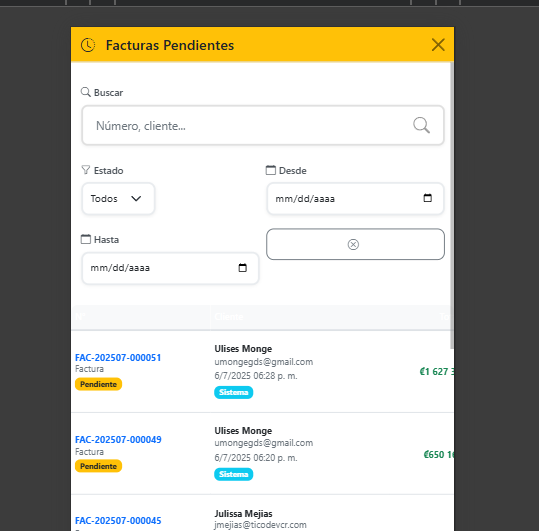 Facturas Pendientes
Buscar
Número, cliente...
Estado
Desde
Todos
mm/dd/aaaa
Hasta
mm/dd/aaaa
FAC-202507-000051
Factura
Pendiente
Ulises Monge
umongegds@gmail.com
6/7/2025 06:28 p. m.
Sistema
₡1 627
FAC-202507-000049
Factura
Pendiente
Ulises Monge
umongegds@gmail.com
6/7/2025 06:20 p. m.
Sistema
₡650
FAC-202507-000045
Julissa Mejias
jmejias@ticodevcr.com